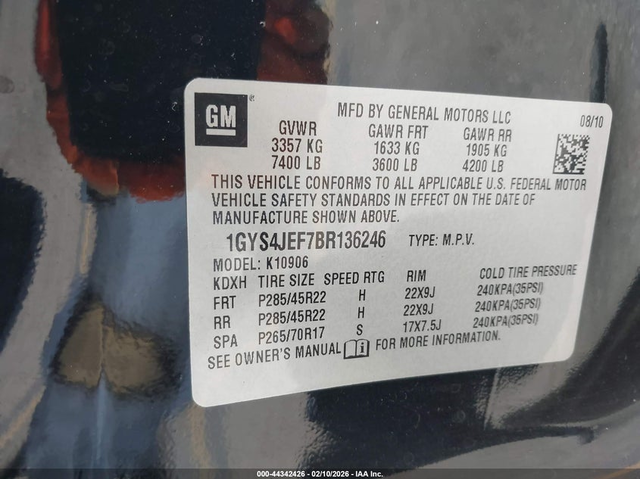 GM
MFD BY GENERAL MOTORS LLC
08/10
GVWR GAWR FRT GAWR RR
3357 KG 1633 KG 1905 KG
7400 LB 3600 LB 4200 LB
THIS VEHICLE CONFORMS TO ALL APPLICABLE U.S. FEDERAL MOTOR
VEHICLE SAFETY STANDARDS IN EFFECT ON THE DATE OF
MANUFACTURE SHOWN ABOVE.
1GYS4JEF7BR136246 TYPE: M.P.V.
MODEL: K10906
KDXH TIRE SIZE SPEED RTG RIM COLD TIRE PRESSURE
FRT P285/45R22 H 22X9J 240KPA(35PSI)
RR P285/45R22 H 22X9J 240KPA(35PSI)
SPA P265/70R17 S 17X7.5J 240KPA(35PSI)
SEE OWNER'S MANUAL FOR MORE INFORMATION.
000-44342426 - 02/10/2026 - IAA Inc.